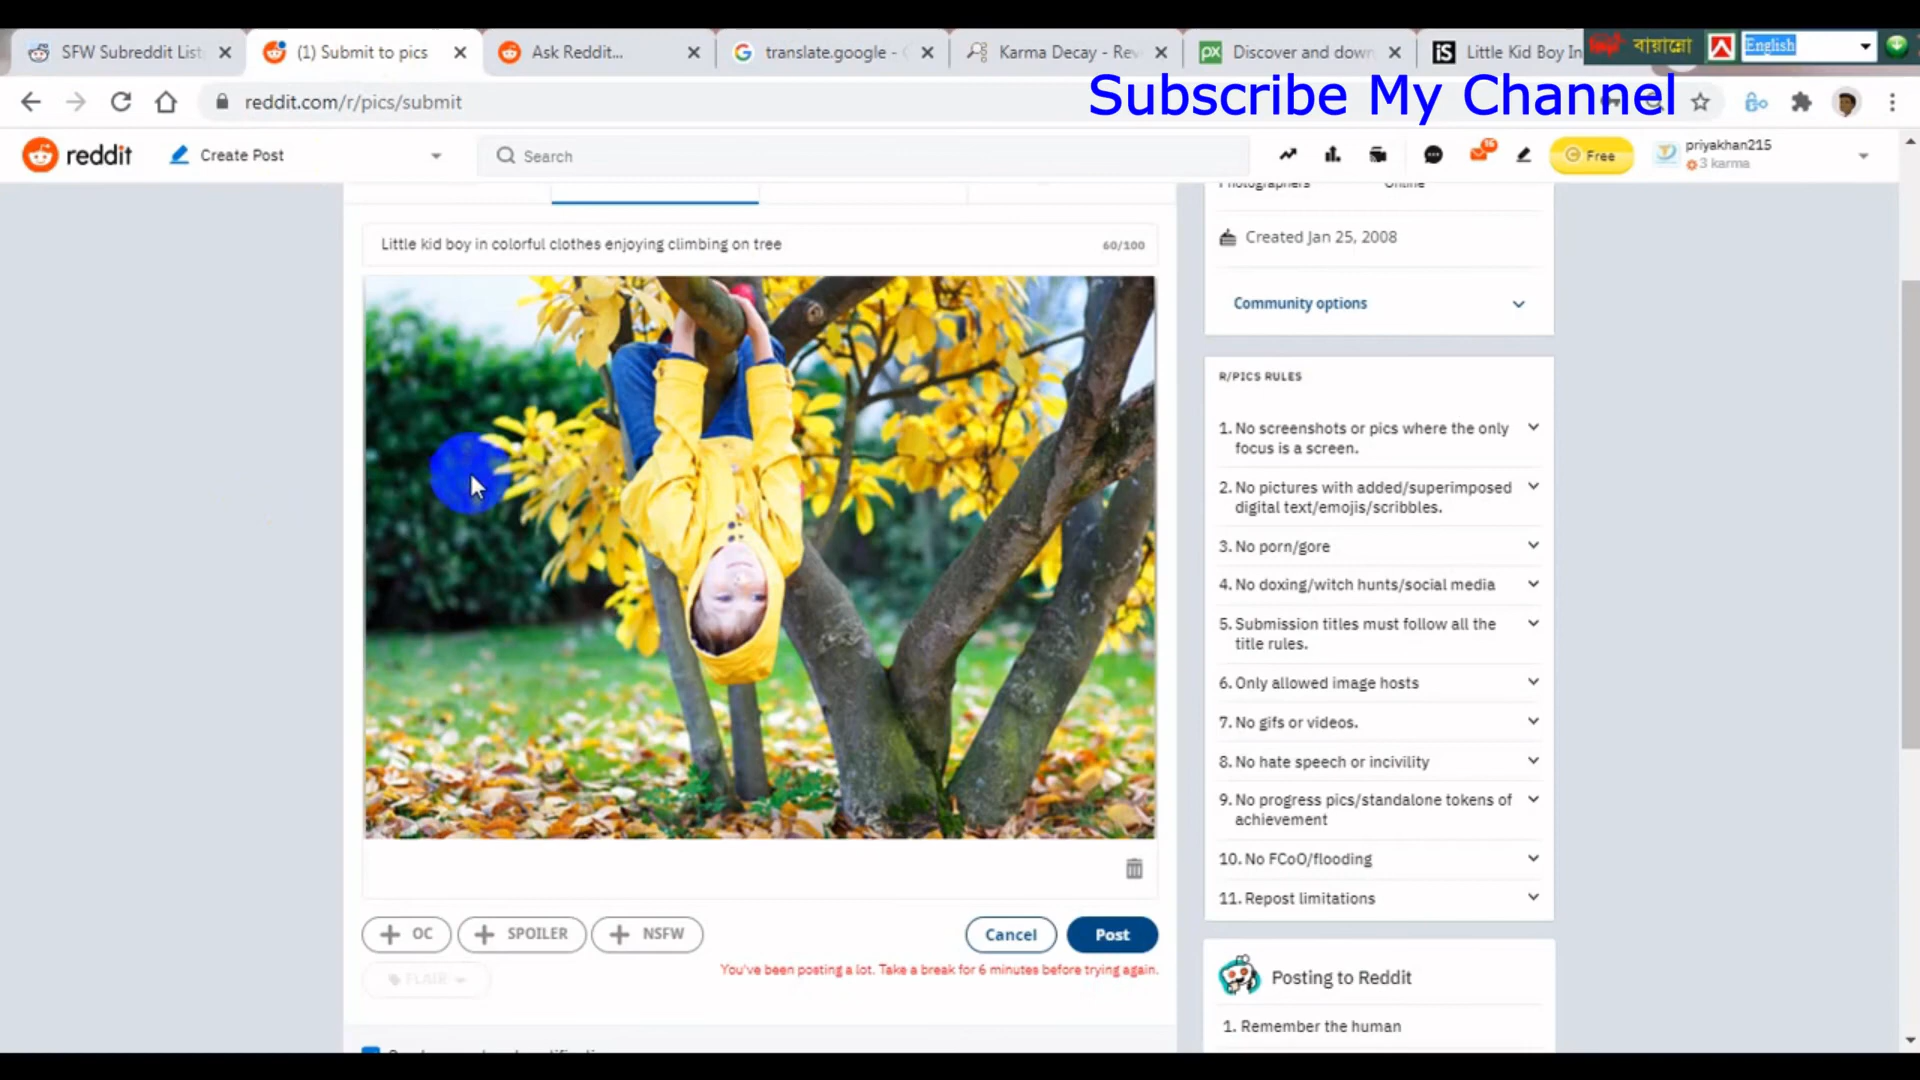 SFW Subreddit List
(1) Submit to pics
Ask Reddit...
translate.google -
Karma Decay - Rev
Discover and down
Little Kid Boy In
বায়ান্নো
English
reddit.com/r/pics/submit
Subscribe My Channel
reddit
Create Post
Search
16
Free
priyakhan215
3 karma
Photographers
Online
Little kid boy in colorful clothes enjoying climbing on tree
60/100
Created Jan 25, 2008
Community options
R/PICS RULES
1. No screenshots or pics where the only
focus is a screen.
2. No pictures with added/superimposed
digital text/emojis/scribbles.
3. No porn/gore
4. No doxing/witch hunts/social media
5. Submission titles must follow all the
title rules.
6. Only allowed image hosts
7. No gifs or videos.
8. No hate speech or incivility
9. No progress pics/standalone tokens of
achievement
10. No FCoO/flooding
11. Repost limitations
OC
SPOILER
NSFW
Cancel
Post
FLAIR
You've been posting a lot. Take a break for 6 minutes before trying again.
Posting to Reddit
1. Remember the human